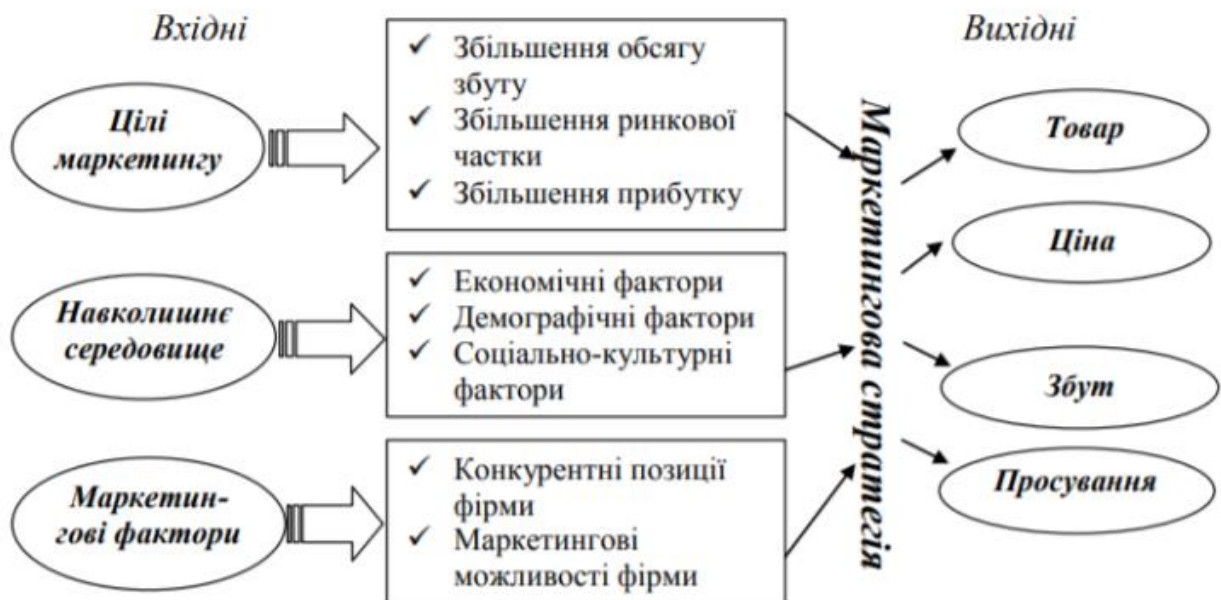 Вхідні
Вихідні
Цілі
маркетингу
✓ Збільшення обсягу
збуту
✓ Збільшення ринкової
частки
✓ Збільшення прибутку
Навколишнє
середовище
✓ Економічні фактори
✓ Демографічні фактори
✓ Соціально-культурні
фактори
Маркетин-
гові фактори
✓ Конкурентні позиції
фірми
✓ Маркетингові
можливості фірми
Маркетингова стратегія
Товар
Ціна
Збут
Просування